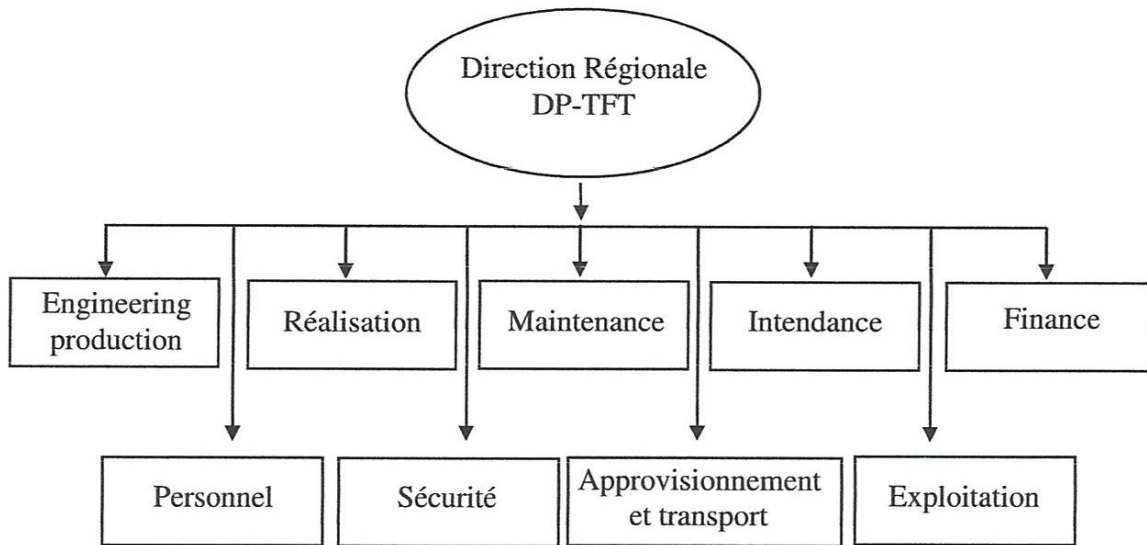 Direction Régionale
DP-TFT
Engineering
production
Réalisation
Maintenance
Intendance
Finance
Personnel
Sécurité
Approvisionnement
et transport
Exploitation